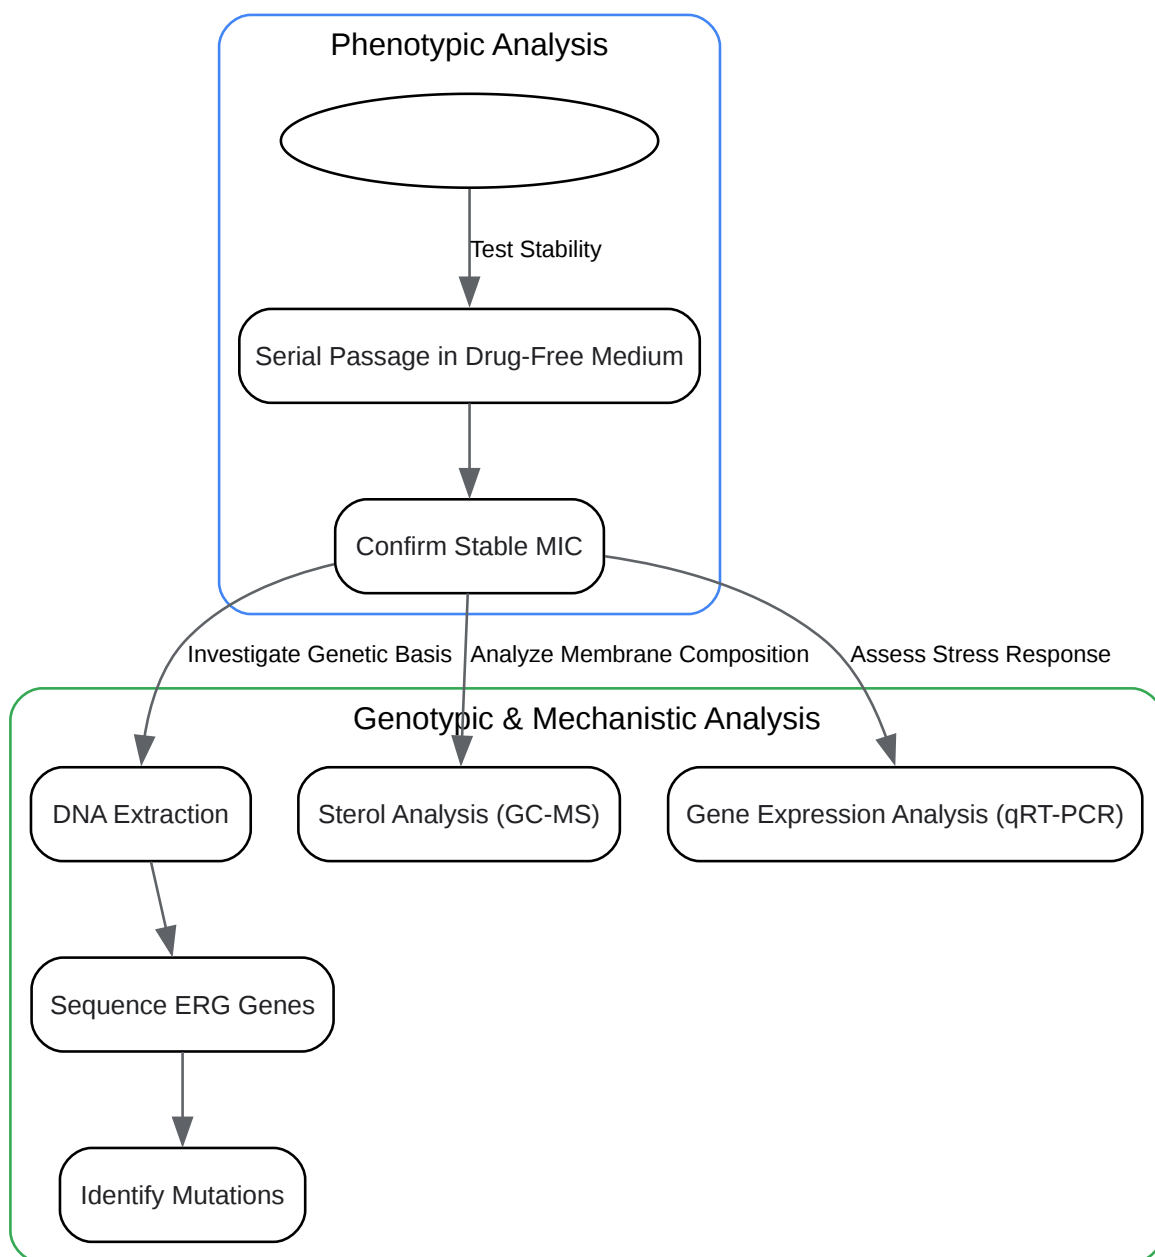 Phenotypic Analysis
Test Stability
Serial Passage in Drug-Free Medium
Confirm Stable MIC
Investigate Genetic Basis
Analyze Membrane Composition
Assess Stress Response
Genotypic & Mechanistic Analysis
DNA Extraction
Sterol Analysis (GC-MS)
Gene Expression Analysis (qRT-PCR)
Sequence ERG Genes
Identify Mutations